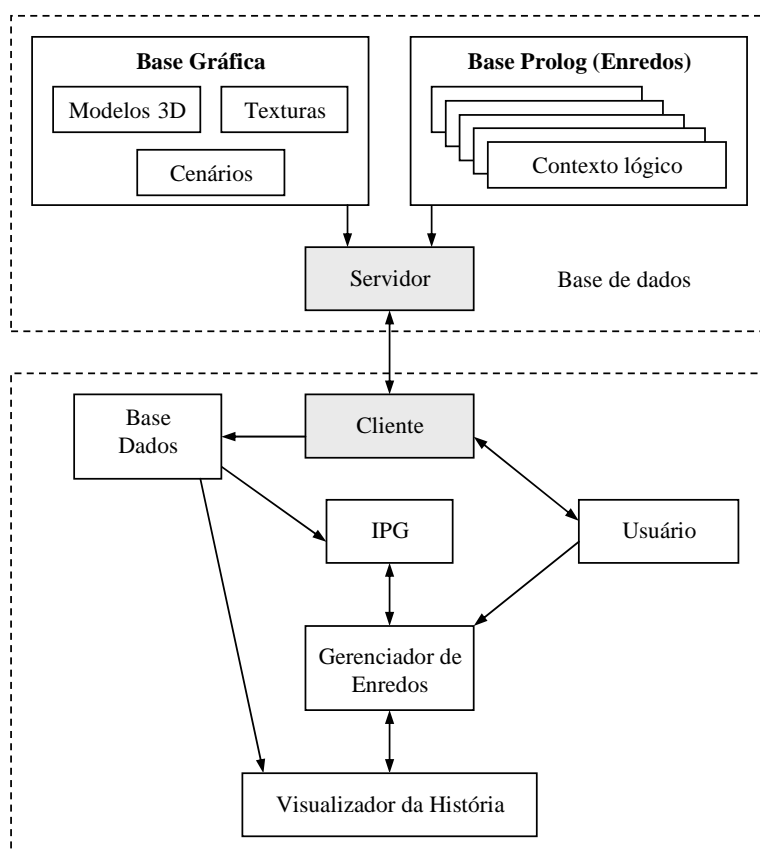 Base Gráfica
Modelos 3D
Texturas
Cenários
Base Prolog (Enredos)
Contexto lógico
Servidor
Base de dados
Cliente
Base
Dados
IPG
Usuário
Gerenciador de
Enredos
Visualizador da História